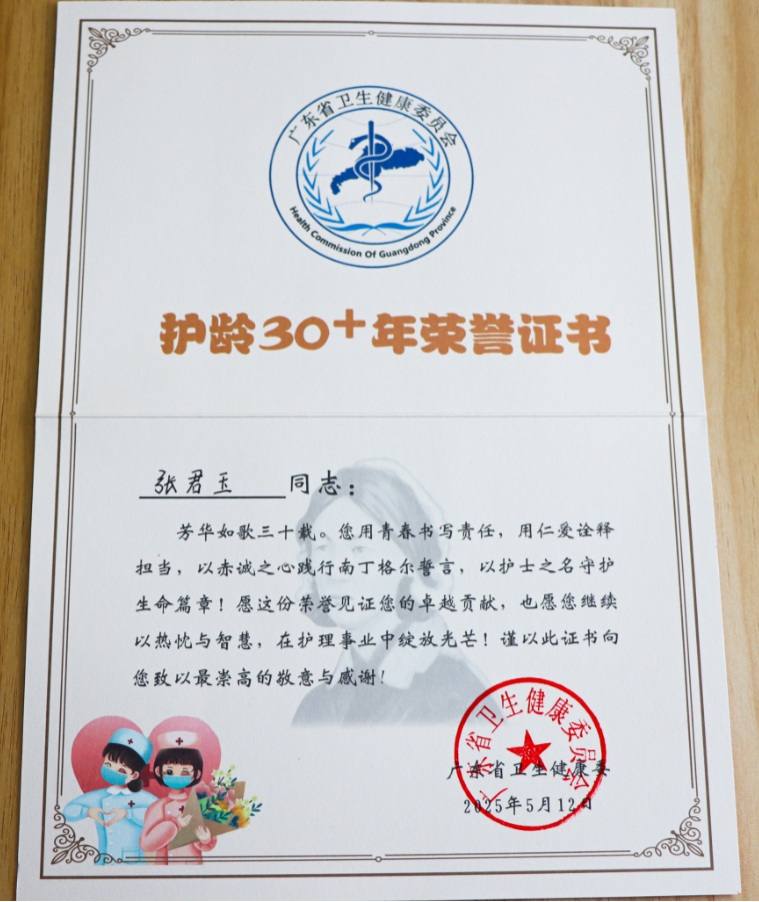 广东省卫生健康委员会
Health Commission Of Guangdong Province
护龄30+年荣誉证书
张君玉 同志：
芳华如歌三十载。您用青春书写责任，用仁爱诠释
担当，以赤诚之心践行南丁格尔誓言，以护士之名守护
生命篇章！愿这份荣誉见证您的卓越贡献，也愿您继续
以热忱与智慧，在护理事业中绽放光芒！谨以此证书向
您致以最崇高的敬意与感谢！
广东省卫生健康委员会
广东省卫生健康委
2025年5月12日